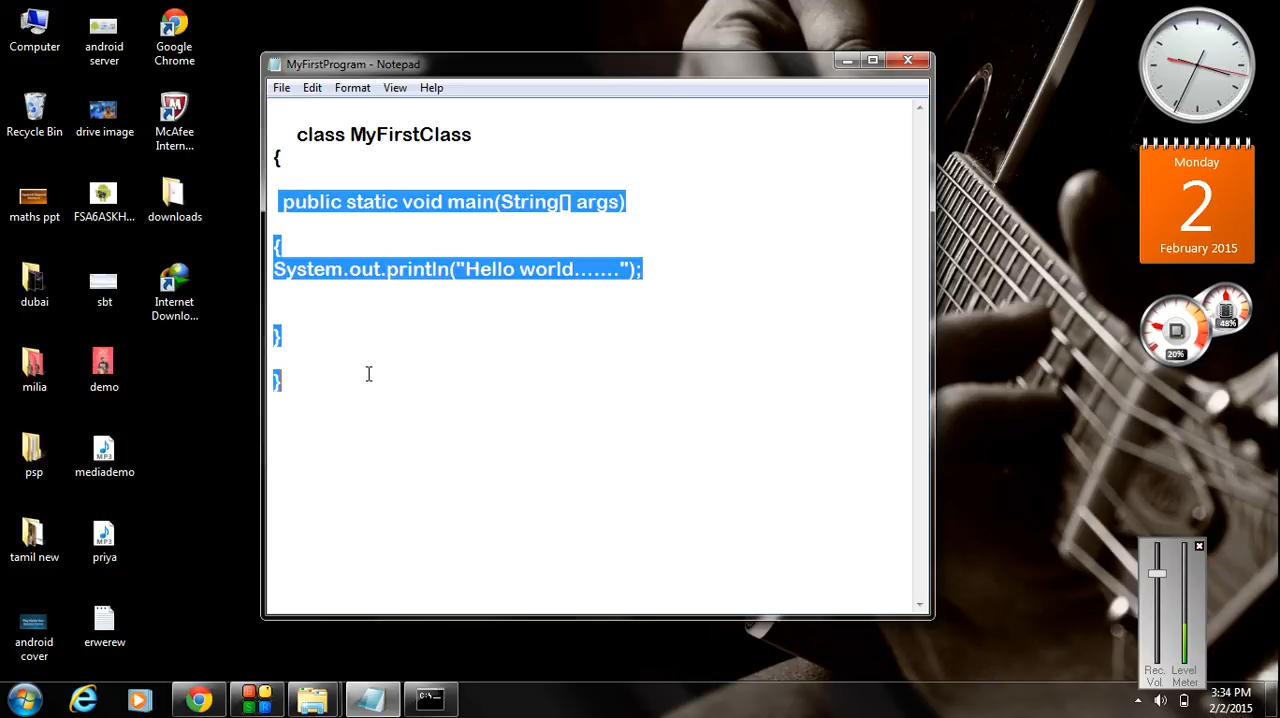 Computer
android server
Google Chrome
Recycle Bin
drive image
McAfee Intern...
maths ppt
FSA6ASKH...
downloads
dubai
sbt
Internet Downlo...
milia
demo
psp
mediademo
tamil new
priya
android cover
erwerew
MyFirstProgram - Notepad
File Edit Format View Help
class MyFirstClass
{
public static void main(String[] args)
{
System.out.println("Hello world.......");
}
}
Monday
2
February 2015
48%
20%
Rec. Vol.
Level Meter
3:34 PM
2/2/2015